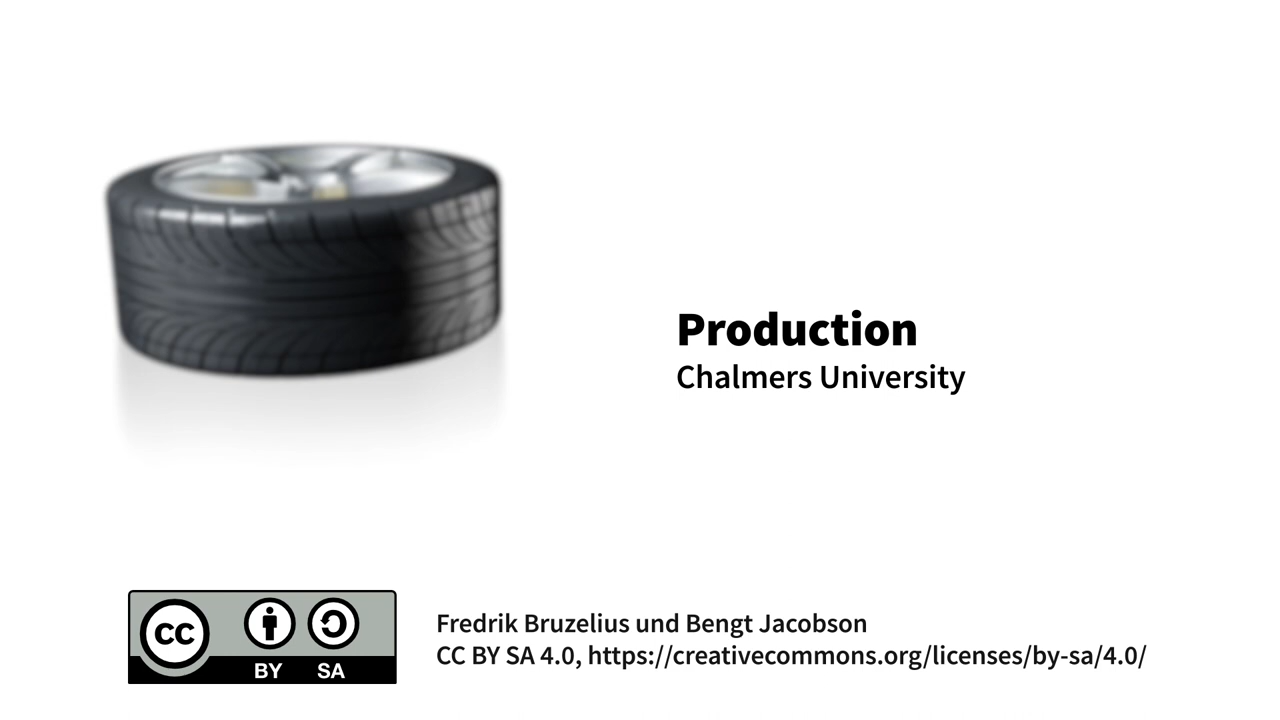 Production
Chalmers University
CC BY SA
Fredrik Bruzelius und Bengt Jacobson
CC BY SA 4.0, https://creativecommons.org/licenses/by-sa/4.0/